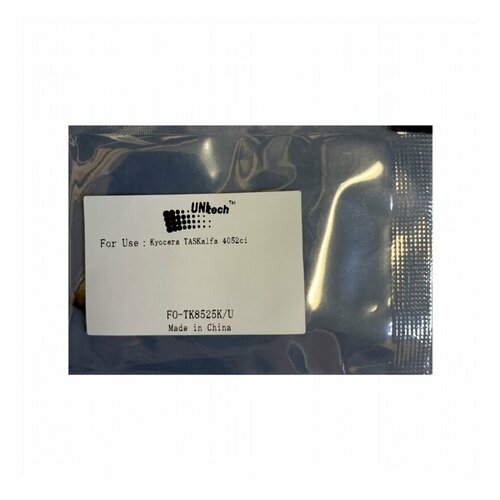 UNItech™
For Use : Kyocera TASKalfa 4052ci
FO-TK8525K/U
Made in China